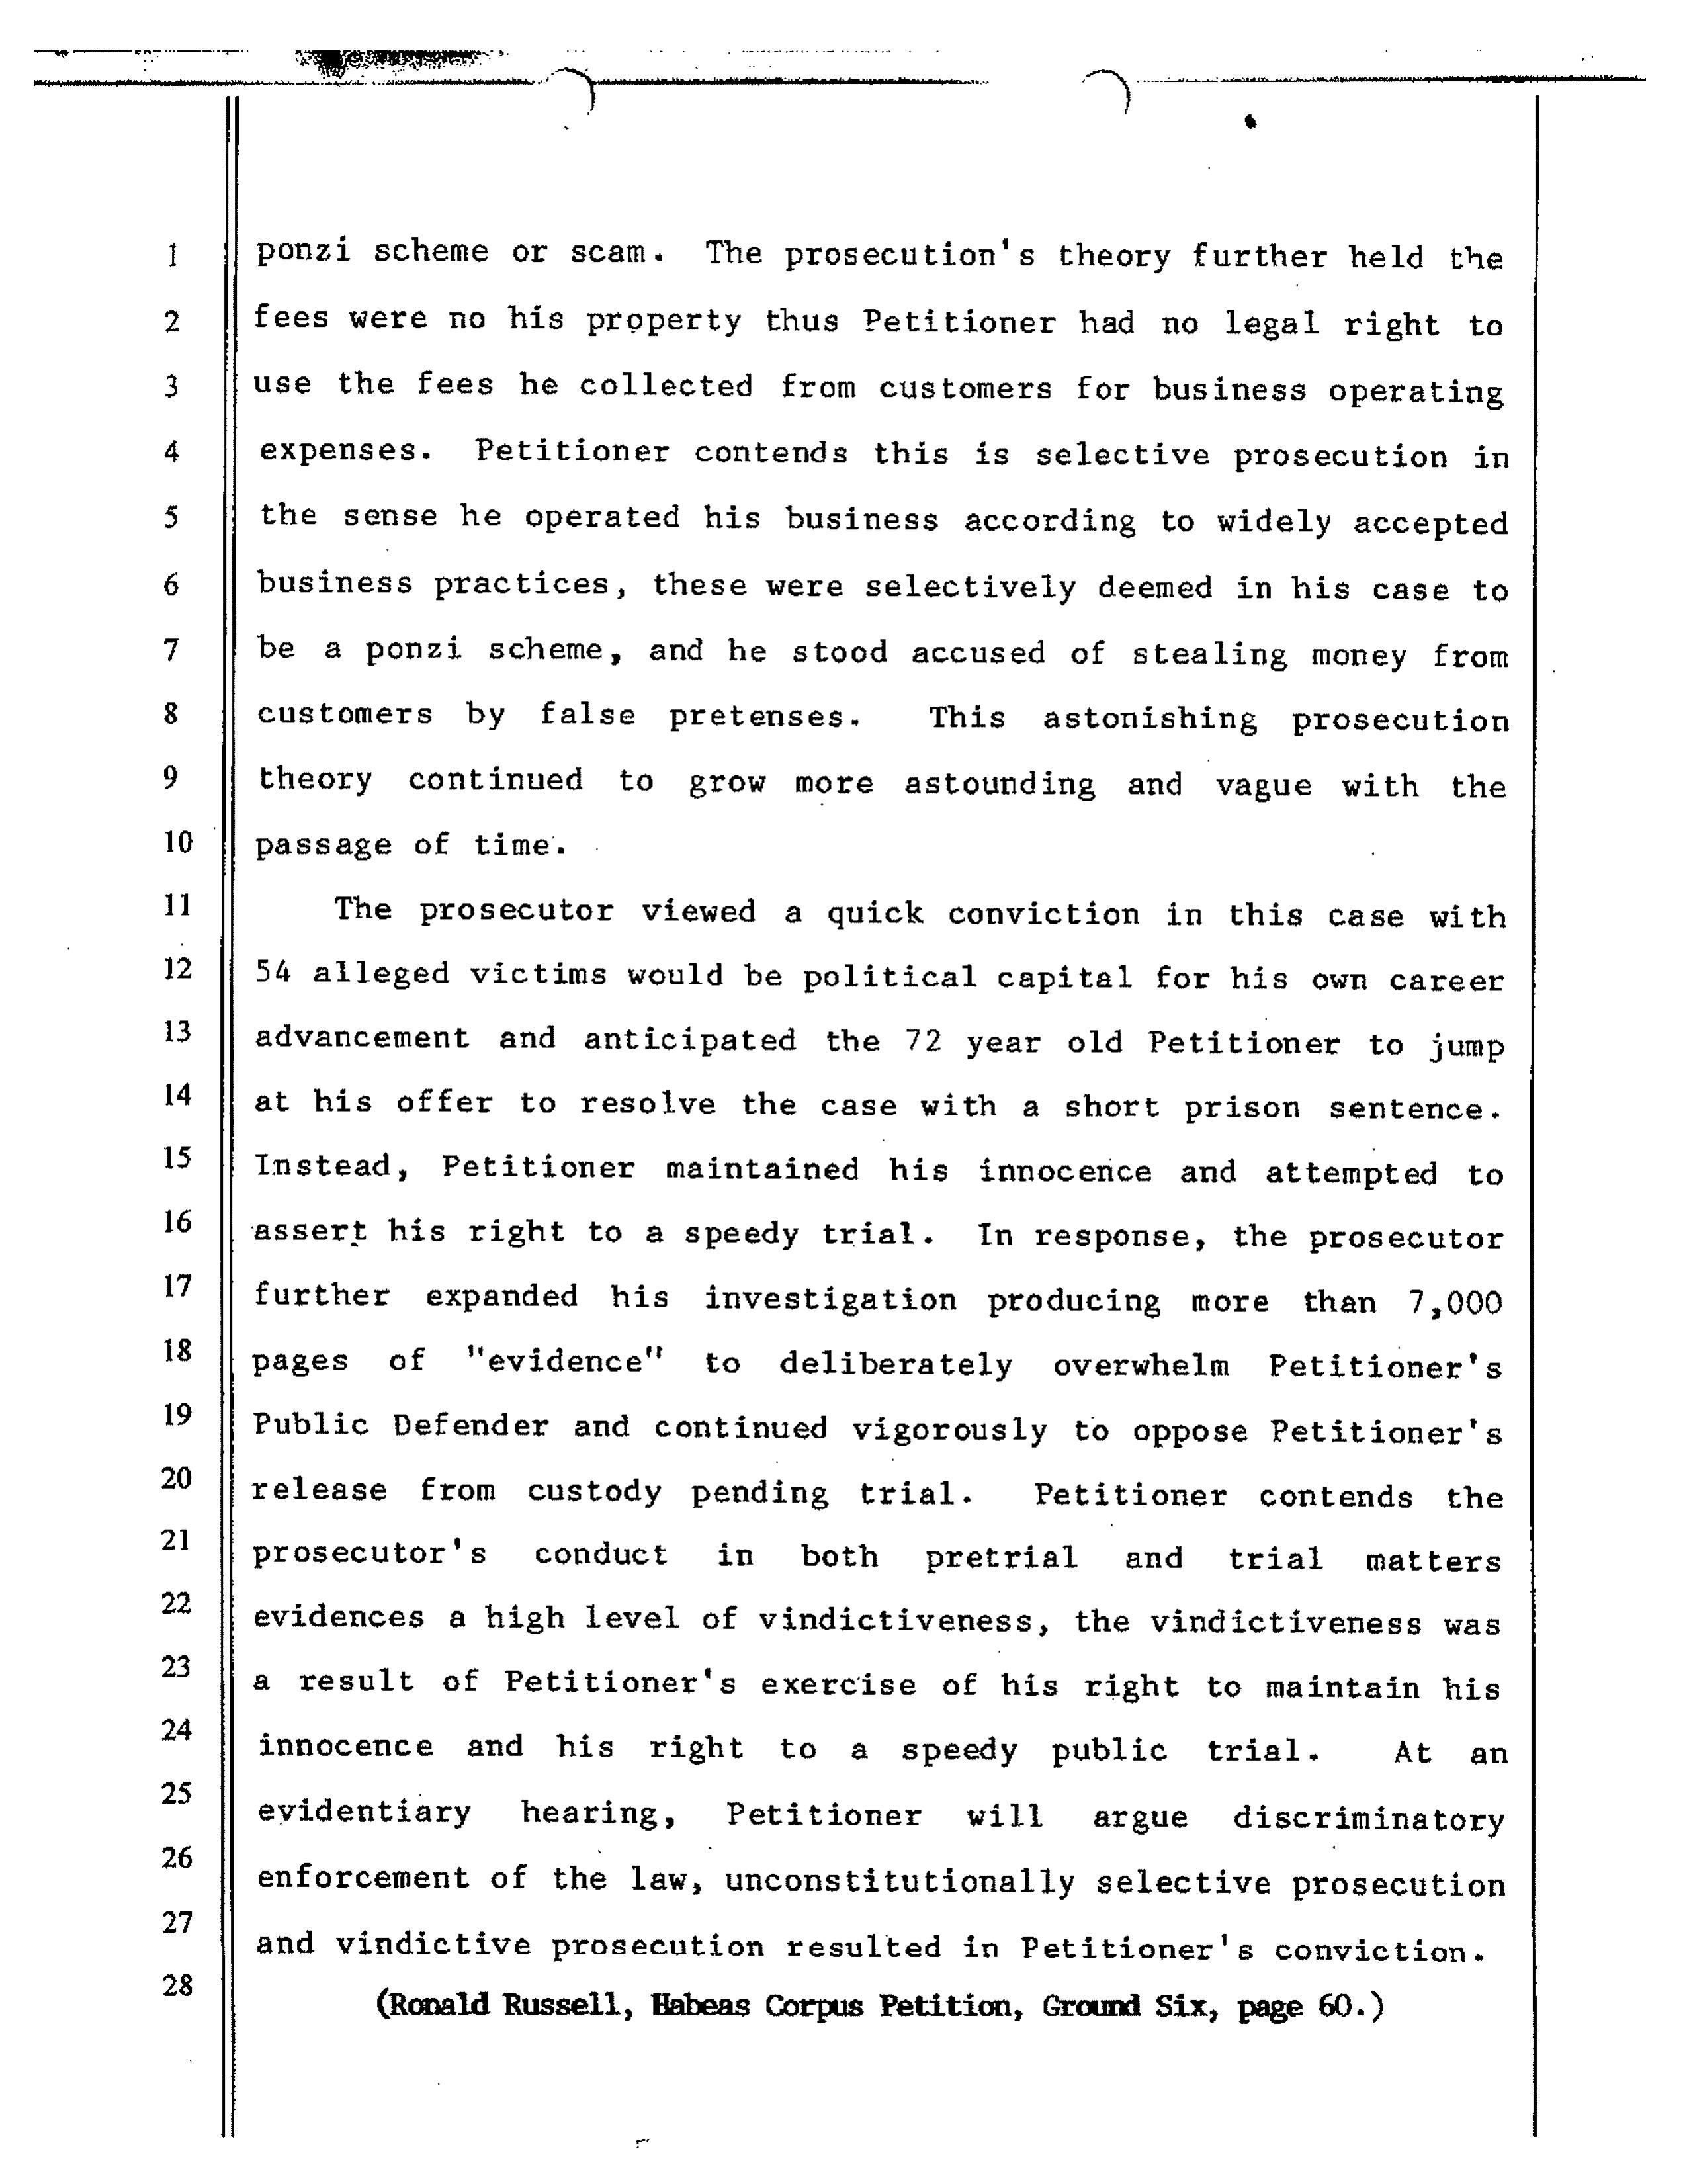 1 ponzi scheme or scam. The prosecution's theory further held the
2 fees were no his property thus Petitioner had no legal right to
3 use the fees he collected from customers for business operating
4 expenses. Petitioner contends this is selective prosecution in
5 the sense he operated his business according to widely accepted
6 business practices, these were selectively deemed in his case to
7 be a ponzi scheme, and he stood accused of stealing money from
8 customers by false pretenses. This astonishing prosecution
9 theory continued to grow more astounding and vague with the
10 passage of time.
11 The prosecutor viewed a quick conviction in this case with
12 54 alleged victims would be political capital for his own career
13 advancement and anticipated the 72 year old Petitioner to jump
14 at his offer to resolve the case with a short prison sentence.
15 Instead, Petitioner maintained his innocence and attempted to
16 assert his right to a speedy trial. In response, the prosecutor
17 further expanded his investigation producing more than 7,000
18 pages of "evidence" to deliberately overwhelm Petitioner's
19 Public Defender and continued vigorously to oppose Petitioner's
20 release from custody pending trial. Petitioner contends the
21 prosecutor's conduct in both pretrial and trial matters
22 evidences a high level of vindictiveness, the vindictiveness was
23 a result of Petitioner's exercise of his right to maintain his
24 innocence and his right to a speedy public trial. At an
25 evidentiary hearing, Petitioner will argue discriminatory
26 enforcement of the law, unconstitutionally selective prosecution
27 and vindictive prosecution resulted in Petitioner's conviction.
28 (Ronald Russell, Habeas Corpus Petition, Ground Six, page 60.)